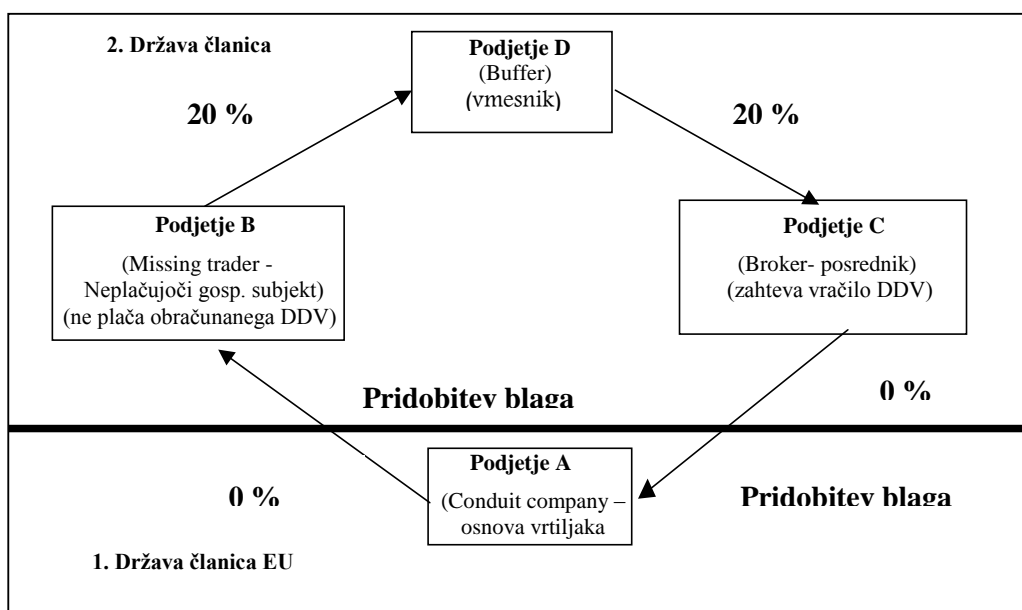 2. Država članica
Podjetje D
(Buffer)
(vmesnik)
20 %
20 %
Podjetje B
(Missing trader -
Neplačujoči gosp. subjekt)
(ne plača obračunanega DDV)
Podjetje C
(Broker- posrednik)
(zahteva vračilo DDV)
0 %
Pridobitev blaga
Podjetje A
(Conduit company –
osnova vrtiljaka
0 %
Pridobitev blaga
1. Država članica EU